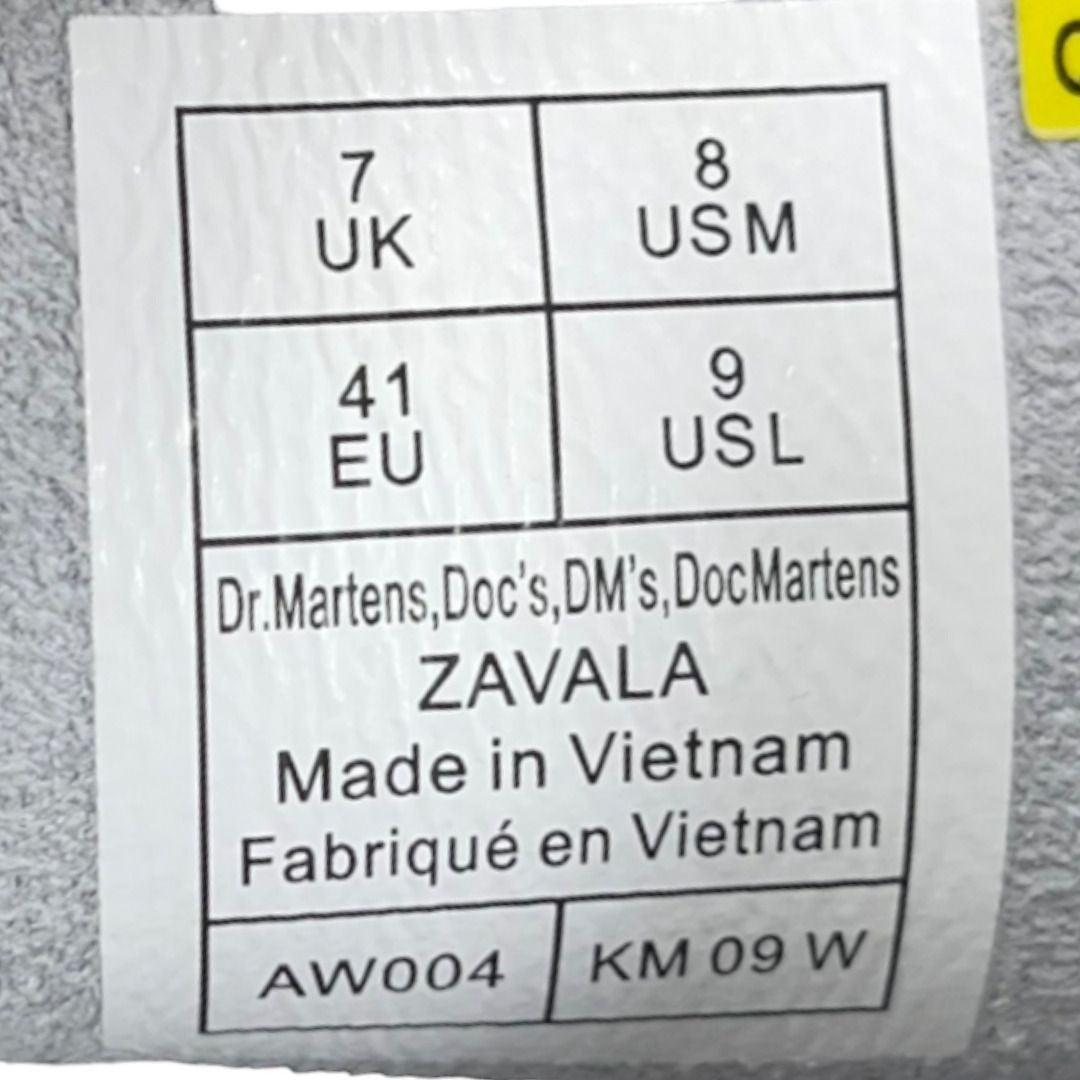 7
UK
8
USM
41
EU
9
USL
Dr.Martens,Doc's,DM's,DocMartens
ZAVALA
Made in Vietnam
Fabriqué en Vietnam
AW004
KM 09 W